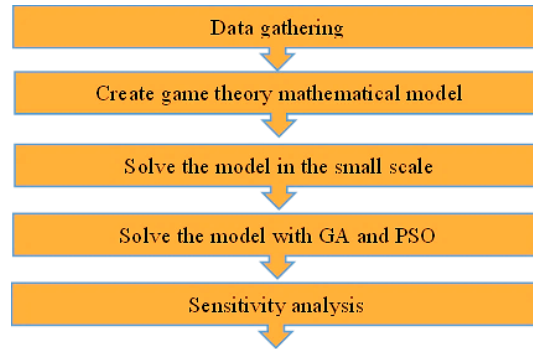 Data gathering
Create game theory mathematical model
Solve the model in the small scale
Solve the model with GA and PSO
Sensitivity analysis